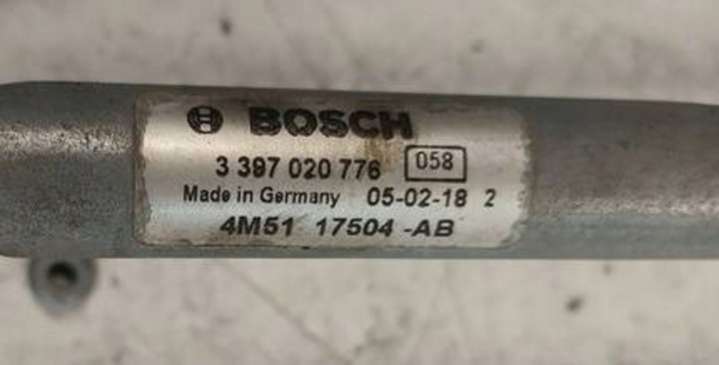 BOSCH
3 397 020 776 058
Made in Germany 05-02-18 2
4M51 17504 -AB